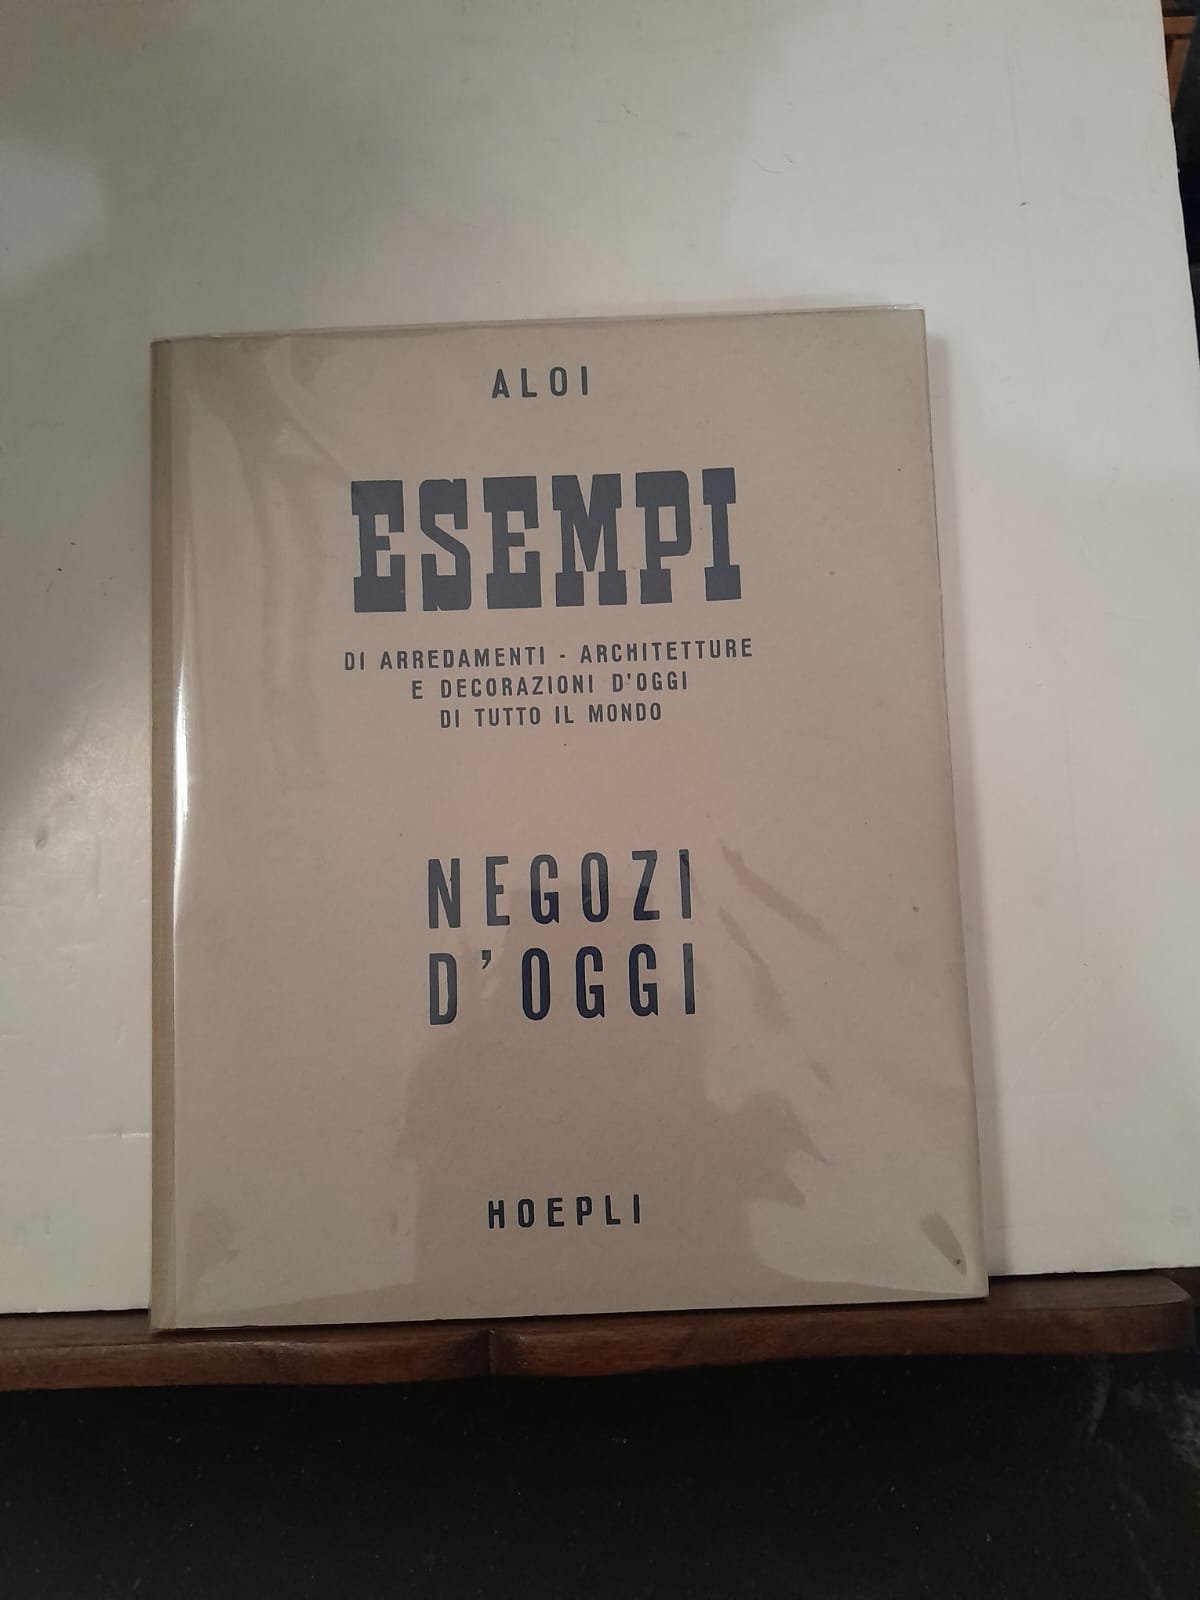 ALOI
ESEMPI
DI ARREDAMENTI - ARCHITETTURE
E DECORAZIONI D'OGGI
DI TUTTO IL MONDO
NEGOZI
D'OGGI
HOEPLI